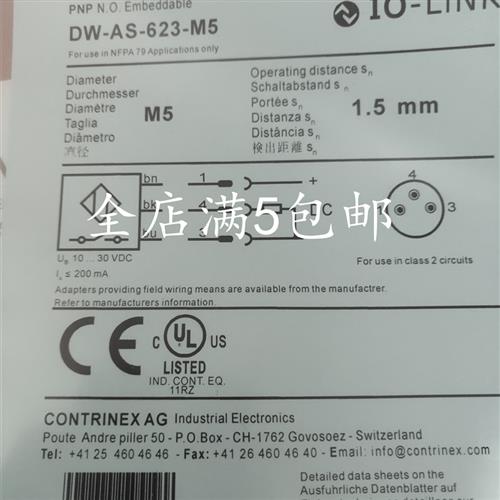 PNP N.O. Embeddable
IO-LINK
DW-AS-623-M5
For use in NFPA 79 Applications only
Diameter
Durchmesser
Diamètre
Taglia
Diâmetro
直径
M5
Operating distance sn
Schaltabstand sn
Portée sn
Distanza sn
Distância sn
検出距離 sn
1.5 mm
bn 1 +
bk 4 DC
bu 3
4
1 3
全店满5包邮
UB 10 ... 30 VDC
IL ≤ 200 mA
For use in class 2 circuits
Adapters providing field wiring means are available from the manufactrer.
Refer to manufacturers information.
CE
C UL US
LISTED
IND. CONT. EQ.
11RZ
CONTRINEX AG Industrial Electronics
Poute Andre piller 50 - P.O.Box - CH-1762 Govosoez - Switzerland
Tel: +41 25 460 46 46 - Fax: +41 26 460 46 40 - Email: info@contrinex.com
Detailed data sheets on the
Ausführliche Datenblatter auf